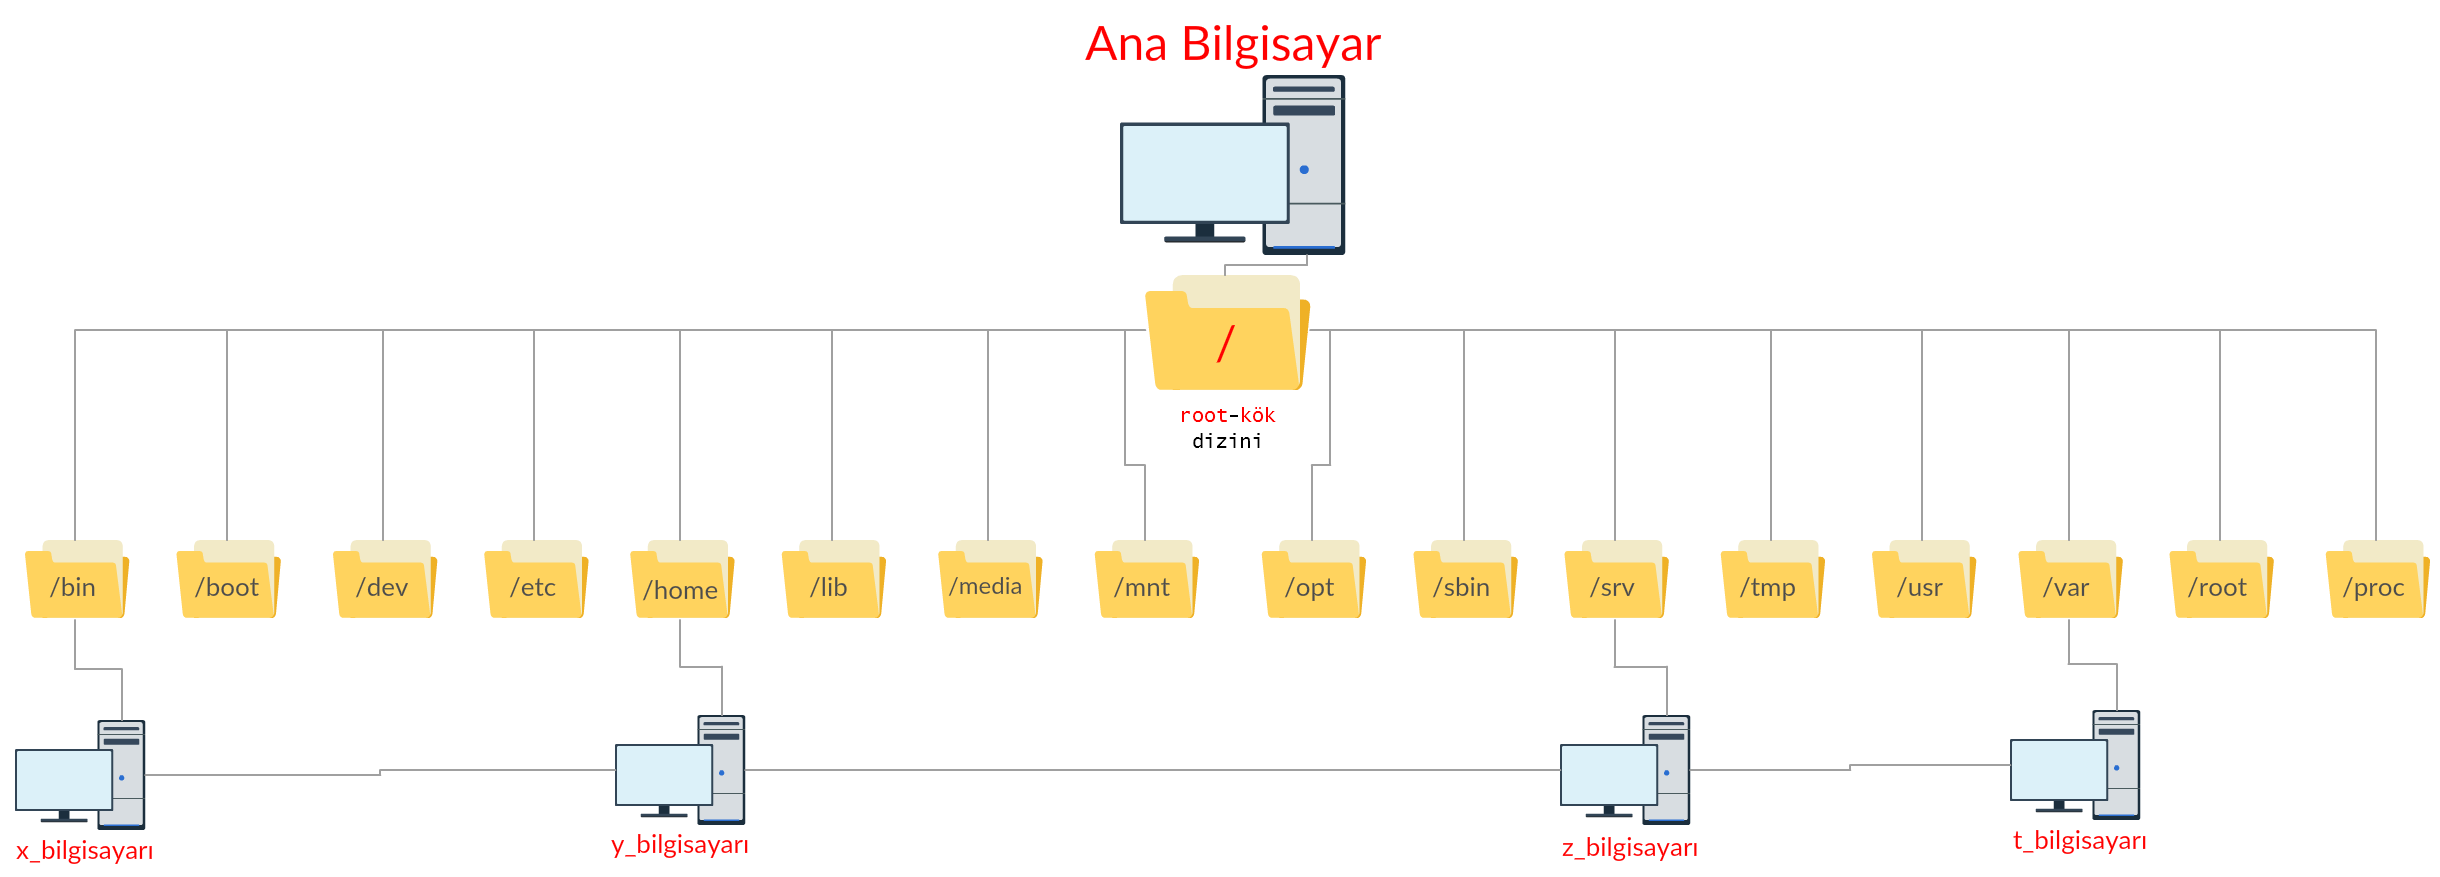 Ana Bilgisayar
/
root-kök
dizini
/bin
/boot
/dev
/etc
/home
/lib
/media
/mnt
/opt
/sbin
/srv
/tmp
/usr
/var
/root
/proc
x_bilgisayarı
y_bilgisayarı
z_bilgisayarı
t_bilgisayarı